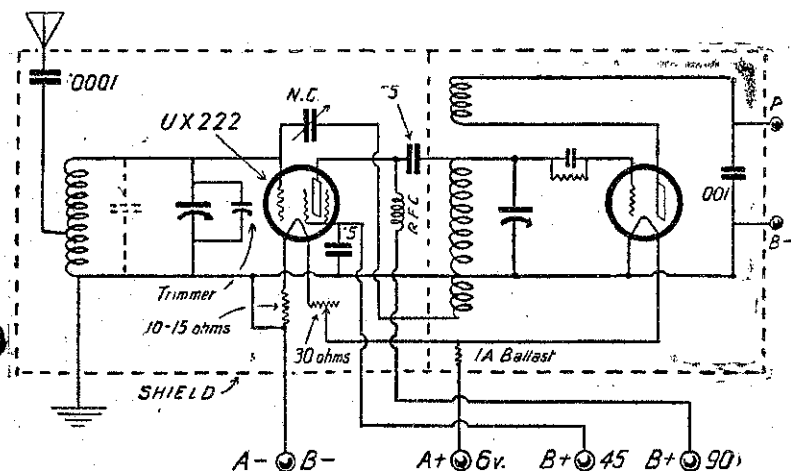 .0001
UX222
N.C.
.5
P
.001
B-
RFC
.5
Trimmer
10-15 ohms
30 ohms
1A Ballast
SHIELD
A- B-
A+ 6v.
B+ 45
B+ 90